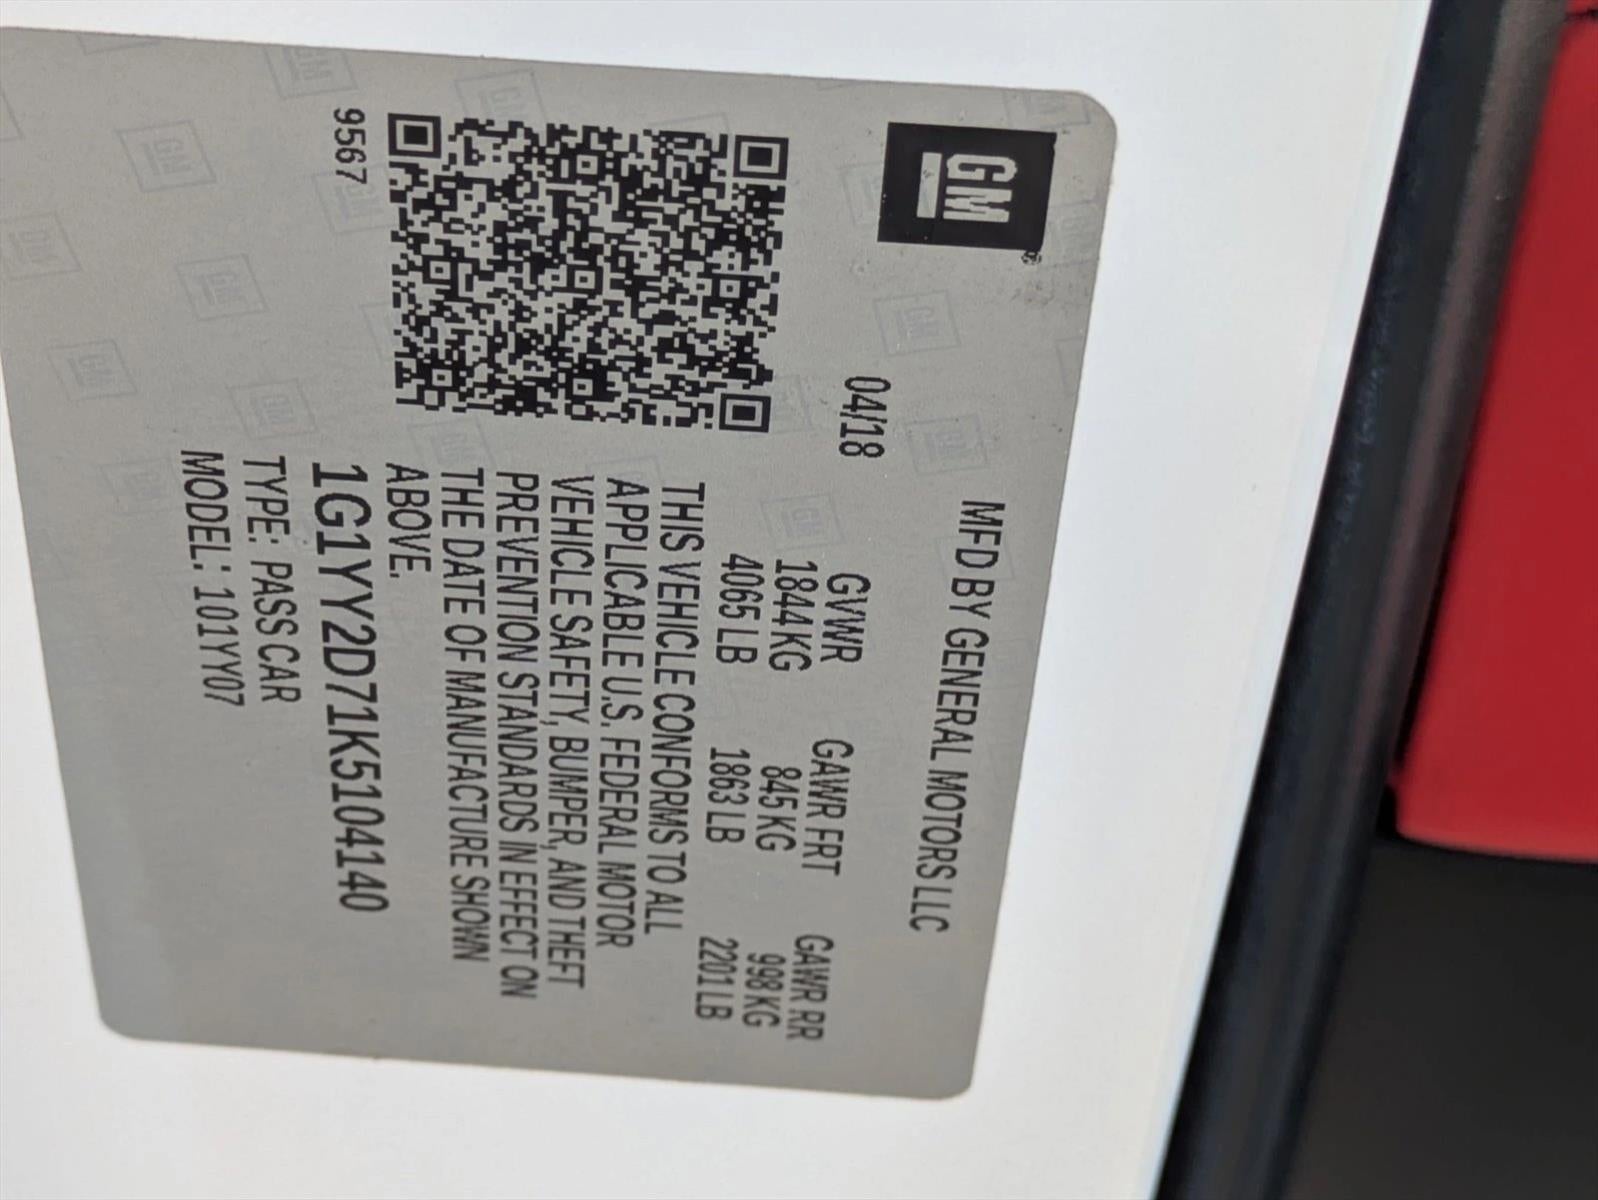 GM
MFD BY GENERAL MOTORS LLC
04/18
GVWR GAWR FRT GAWR RR
1844 KG 845 KG 998 KG
4065 LB 1863 LB 2201 LB
THIS VEHICLE CONFORMS TO ALL
APPLICABLE U.S. FEDERAL MOTOR
VEHICLE SAFETY, BUMPER, AND THEFT
PREVENTION STANDARDS IN EFFECT ON
THE DATE OF MANUFACTURE SHOWN
ABOVE.
9567
1G1YY2D71K5104140
TYPE: PASS CAR
MODEL: 101YY07